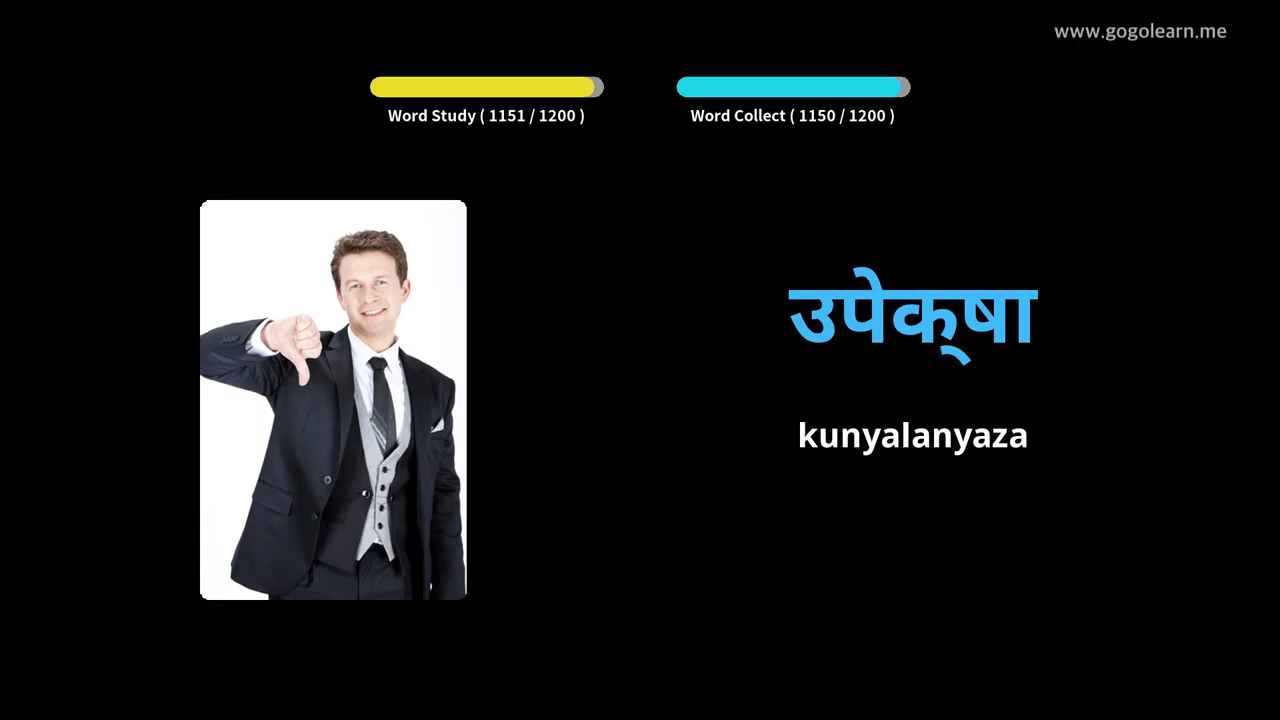 www.gogolearn.me
Word Study ( 1151 / 1200 )
Word Collect ( 1150 / 1200 )
उपेक्‌षा
kunyalanyaza